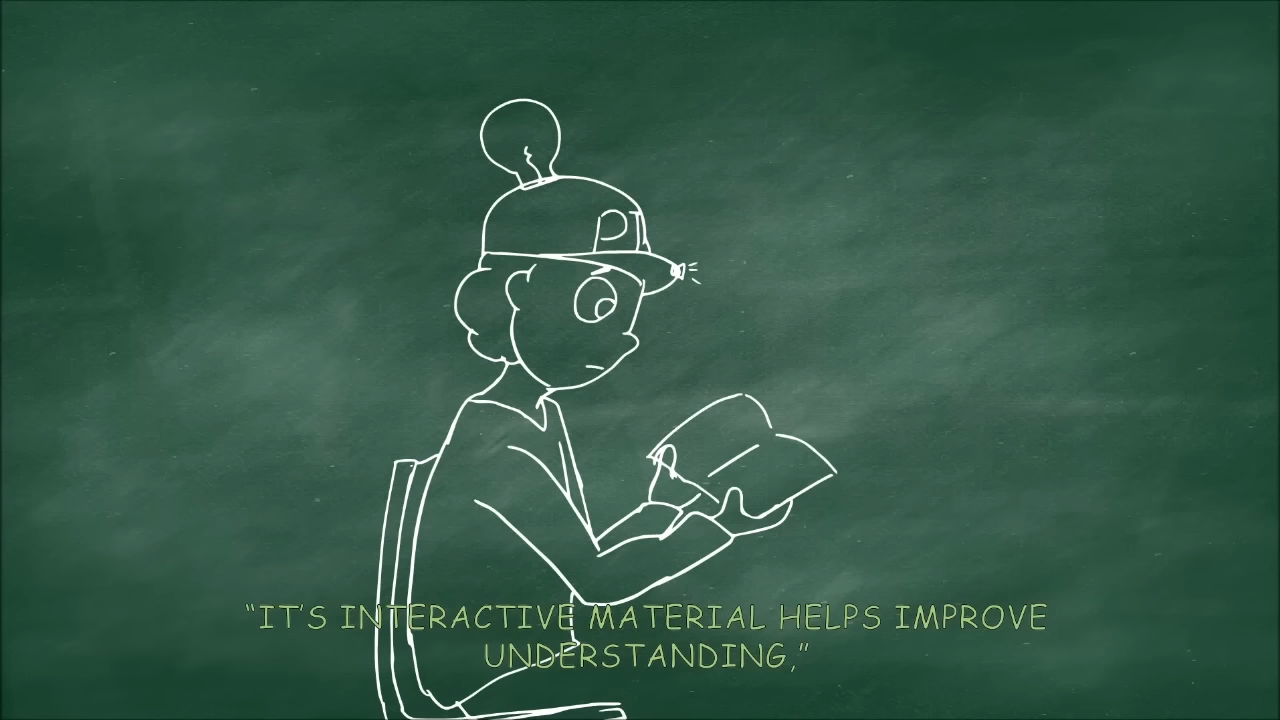 P
“IT’S INTERACTIVE MATERIAL HELPS IMPROVE
UNDERSTANDING,”